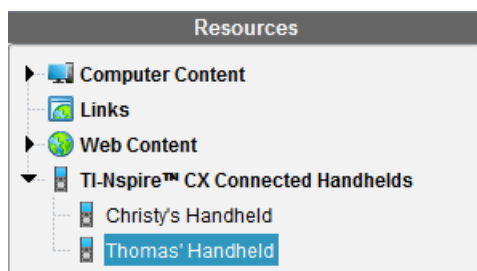 Resources
Computer Content
Links
Web Content
TI-Nspire™ CX Connected Handhelds
Christy's Handheld
Thomas' Handheld